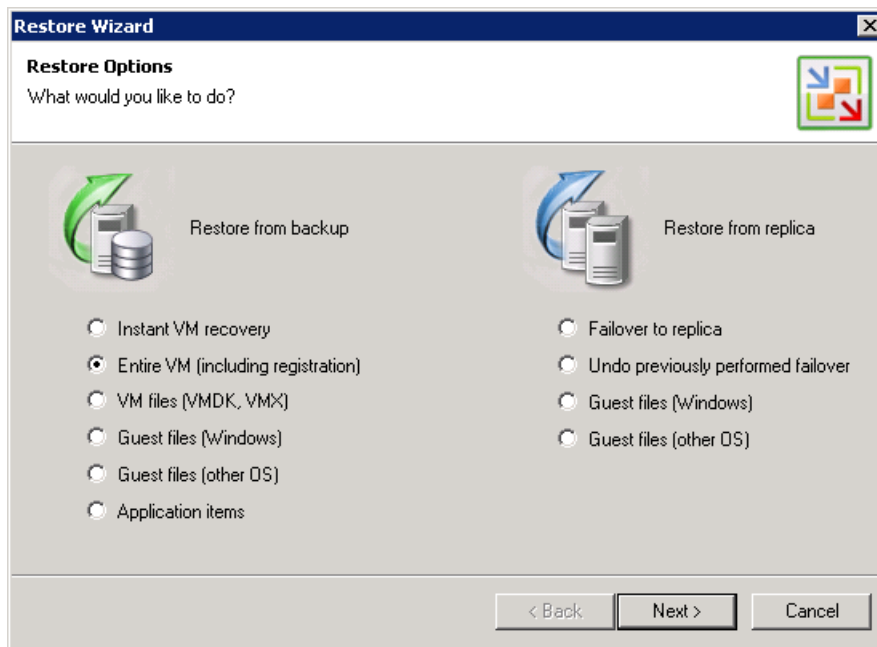 Restore Wizard
Restore Options
What would you like to do?
Restore from backup
Instant VM recovery
Entire VM (including registration)
VM files (VMDK, VMX)
Guest files (Windows)
Guest files (other OS)
Application items
Restore from replica
Failover to replica
Undo previously performed failover
Guest files (Windows)
Guest files (other OS)
< Back
Next >
Cancel